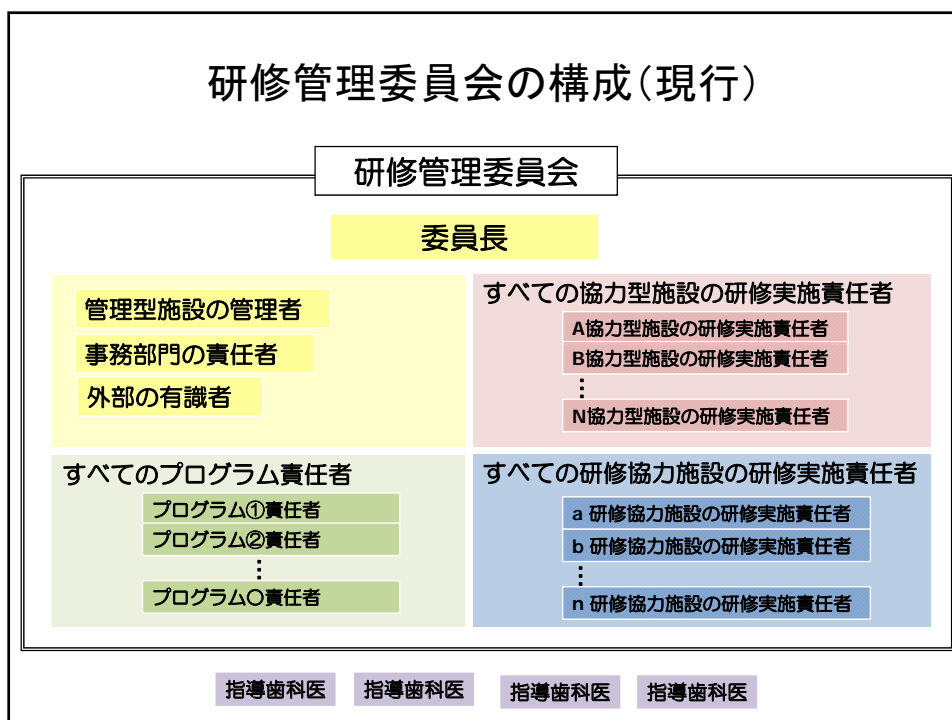 研修管理委員会の構成（現行）
研修管理委員会
委員長
管理型施設の管理者
事務部門の責任者
外部の有識者
すべての協力型施設の研修実施責任者
A協力型施設の研修実施責任者
B協力型施設の研修実施責任者
⋮
N協力型施設の研修実施責任者
すべてのプログラム責任者
プログラム①責任者
プログラム②責任者
⋮
プログラム〇責任者
すべての研修協力施設の研修実施責任者
a 研修協力施設の研修実施責任者
b 研修協力施設の研修実施責任者
⋮
n 研修協力施設の研修実施責任者
指導歯科医 指導歯科医 指導歯科医 指導歯科医